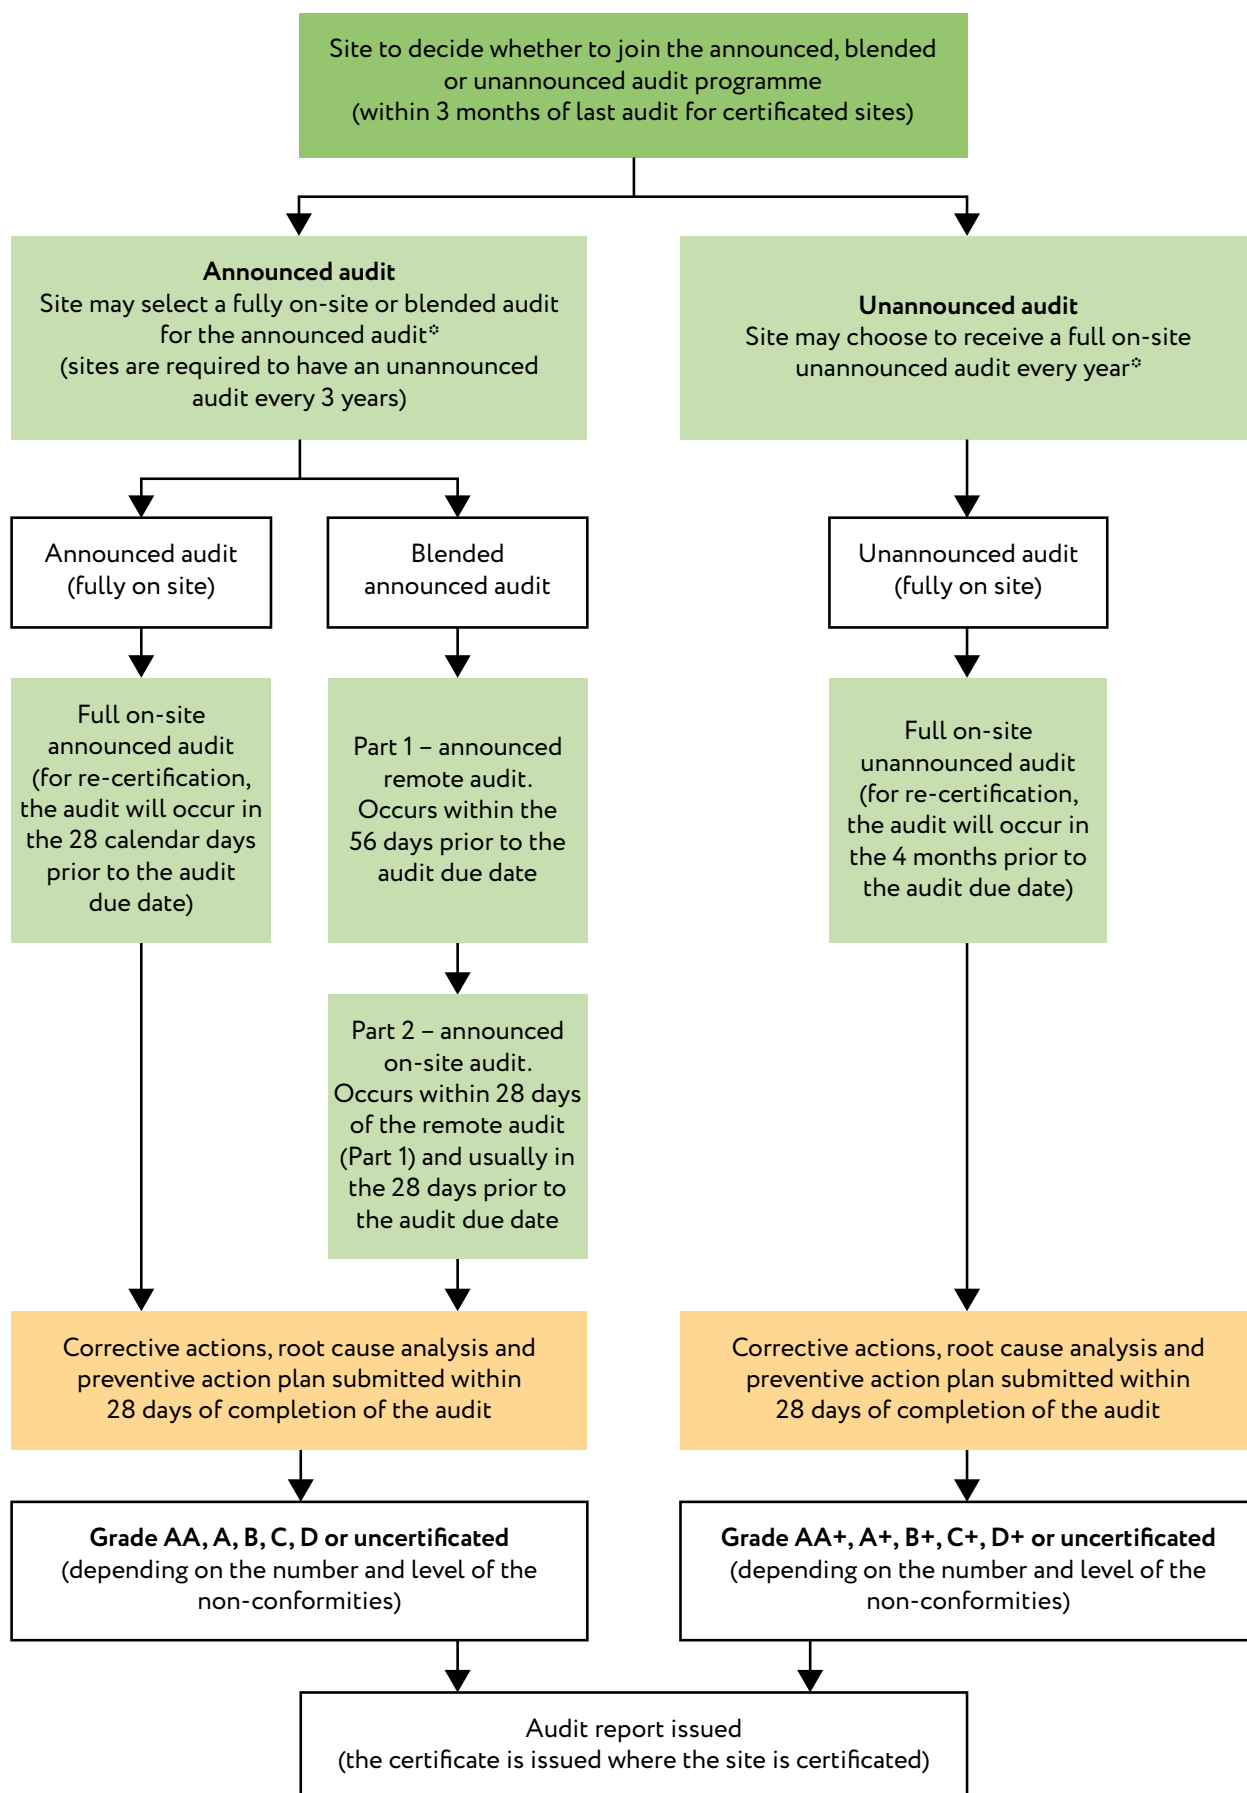 Site to decide whether to join the announced, blended
or unannounced audit programme
(within 3 months of last audit for certificated sites)
Announced audit
Site may select a fully on-site or blended audit
for the announced audit*
(sites are required to have an unannounced
audit every 3 years)
Unannounced audit
Site may choose to receive a full on-site
unannounced audit every year*
Announced audit
(fully on site)
Blended
announced audit
Unannounced audit
(fully on site)
Full on-site
announced audit
(for re-certification,
the audit will occur in
the 28 calendar days
prior to the audit
due date)
Part 1 – announced
remote audit.
Occurs within the
56 days prior to the
audit due date
Full on-site
unannounced audit
(for re-certification,
the audit will occur in
the 4 months prior to
the audit due date)
Part 2 – announced
on-site audit.
Occurs within 28 days
of the remote audit
(Part 1) and usually in
the 28 days prior to
the audit due date
Corrective actions, root cause analysis and
preventive action plan submitted within
28 days of completion of the audit
Corrective actions, root cause analysis and
preventive action plan submitted within
28 days of completion of the audit
Grade AA, A, B, C, D or uncertificated
(depending on the number and level of the
non-conformities)
Grade AA+, A+, B+, C+, D+ or uncertificated
(depending on the number and level of the
non-conformities)
Audit report issued
(the certificate is issued where the site is certificated)